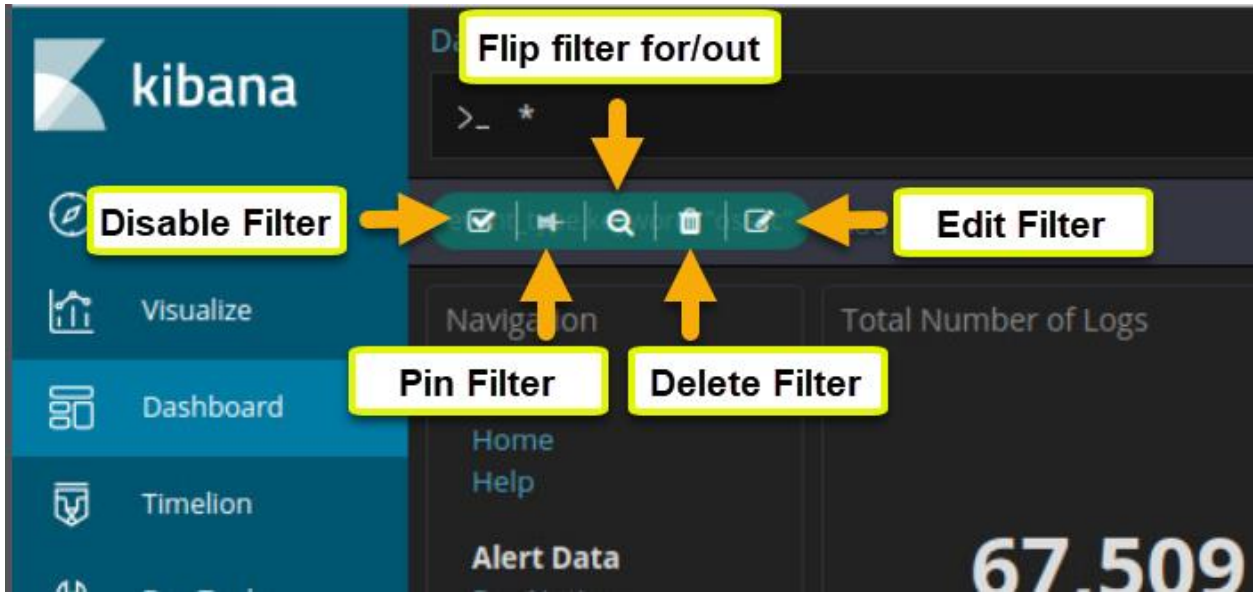 kibana
Da
Flip filter for/out
>_ *
Disable Filter
Edit Filter
Visualize
Navigation
Total Number of Logs
Pin Filter
Delete Filter
Dashboard
Home
Help
Timelion
Alert Data
67,509